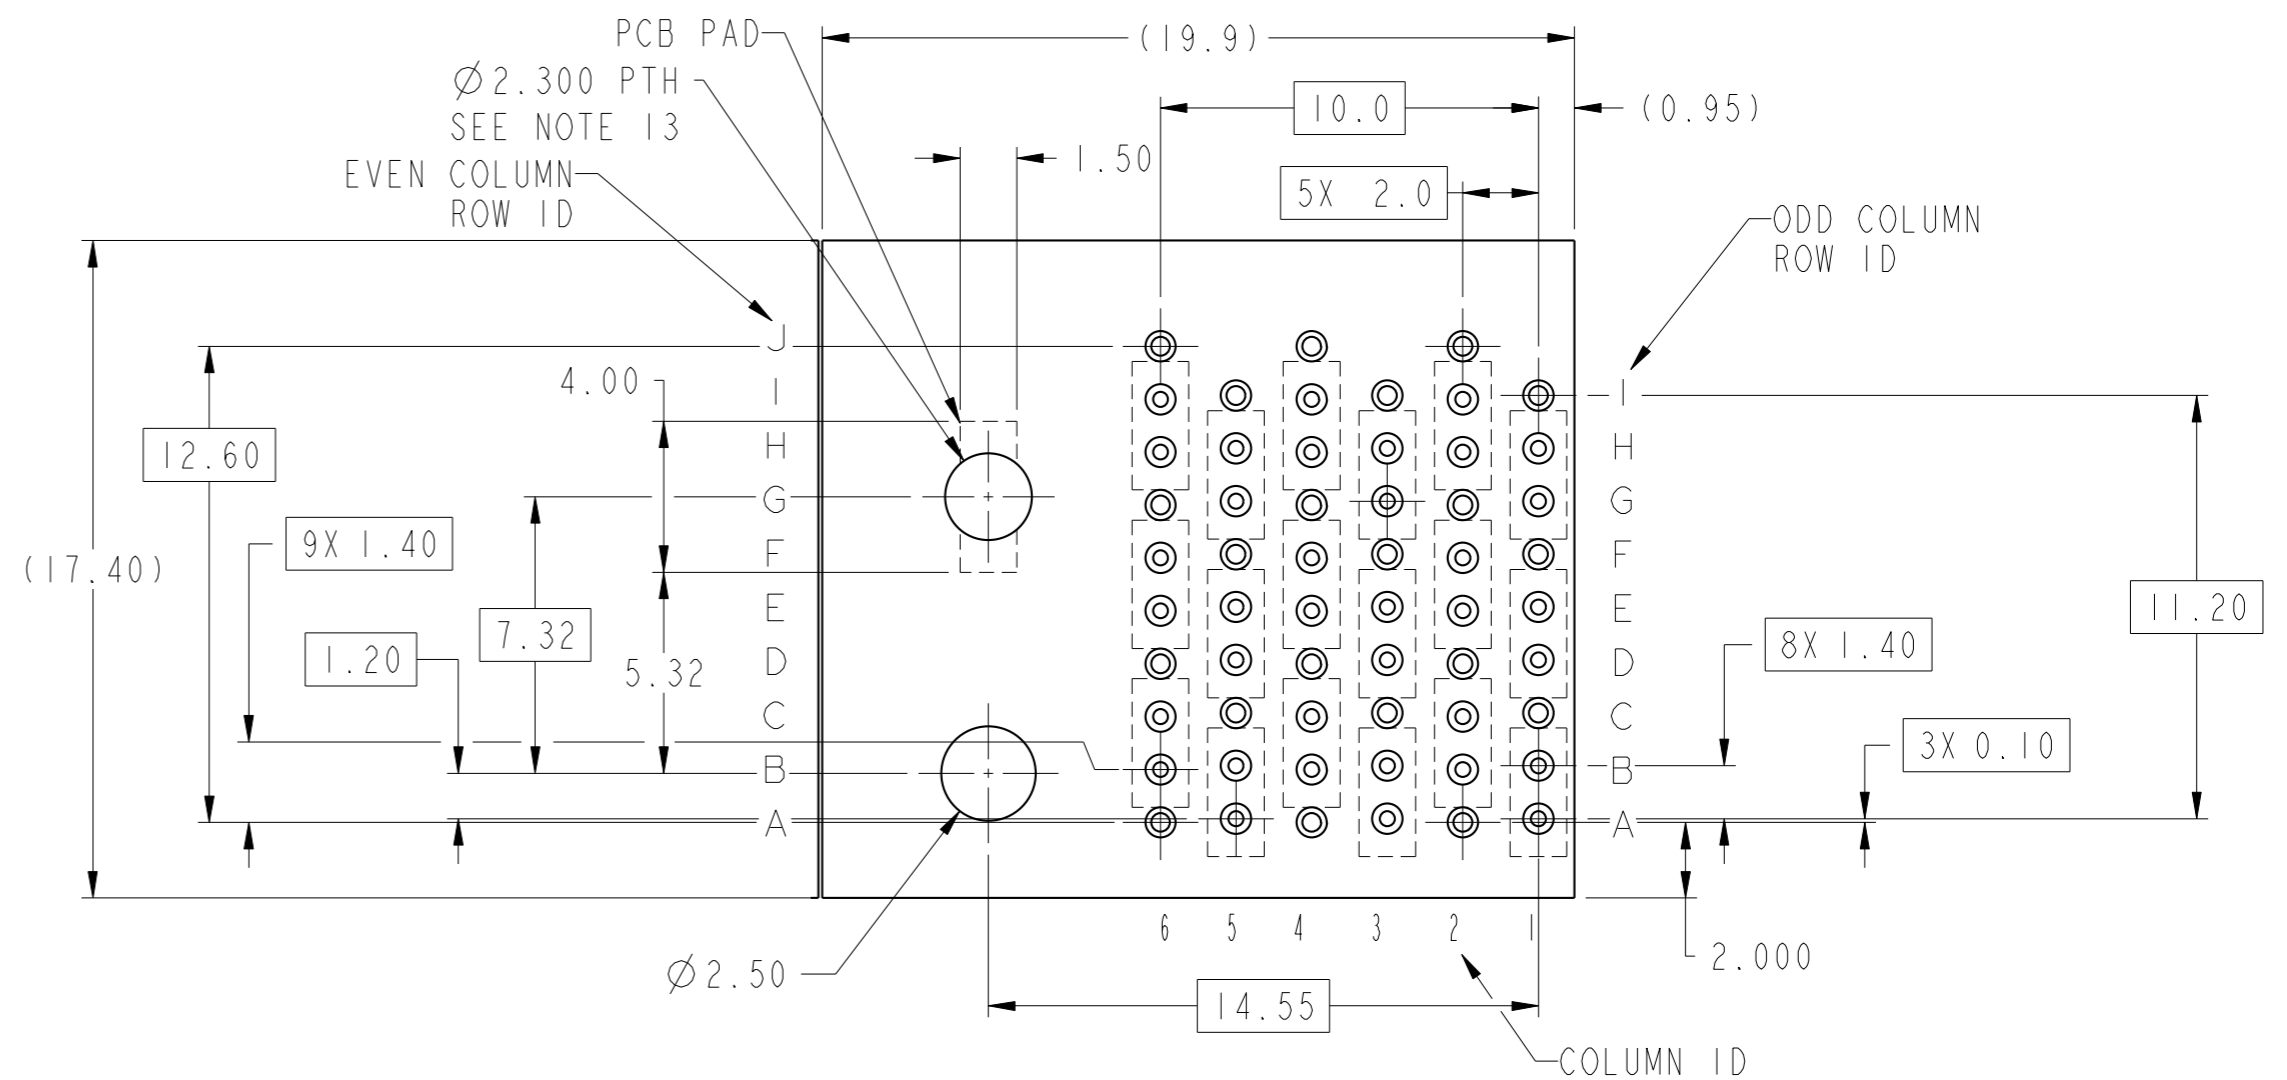 PCB PAD
Ø2.300 PTH
SEE NOTE 13
EVEN COLUMN
ROW ID
(19.9)
10.0
(0.95)
1.50
5X 2.0
ODD COLUMN
ROW ID
J
I
H
G
F
E
D
C
B
A
4.00
12.60
9X 1.40
(17.40)
7.32
1.20
5.32
I
H
G
F
E
D
C
B
A
11.20
8X 1.40
3X 0.10
6 5 4 3 2 1
2.000
Ø2.50
14.55
COLUMN ID